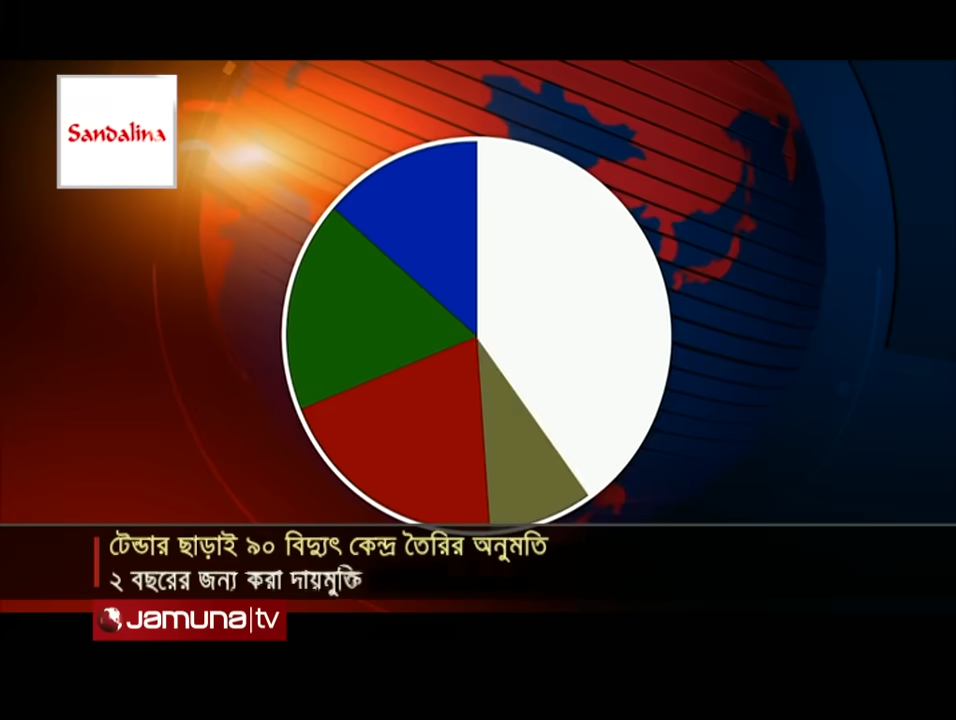 Sandalina
টেন্ডার ছাড়াই ৯০ বিদ্যুৎ কেন্দ্র তৈরির অনুমতি
২ বছরের জন্য করা দায়মুক্তি
Jamuna|tv